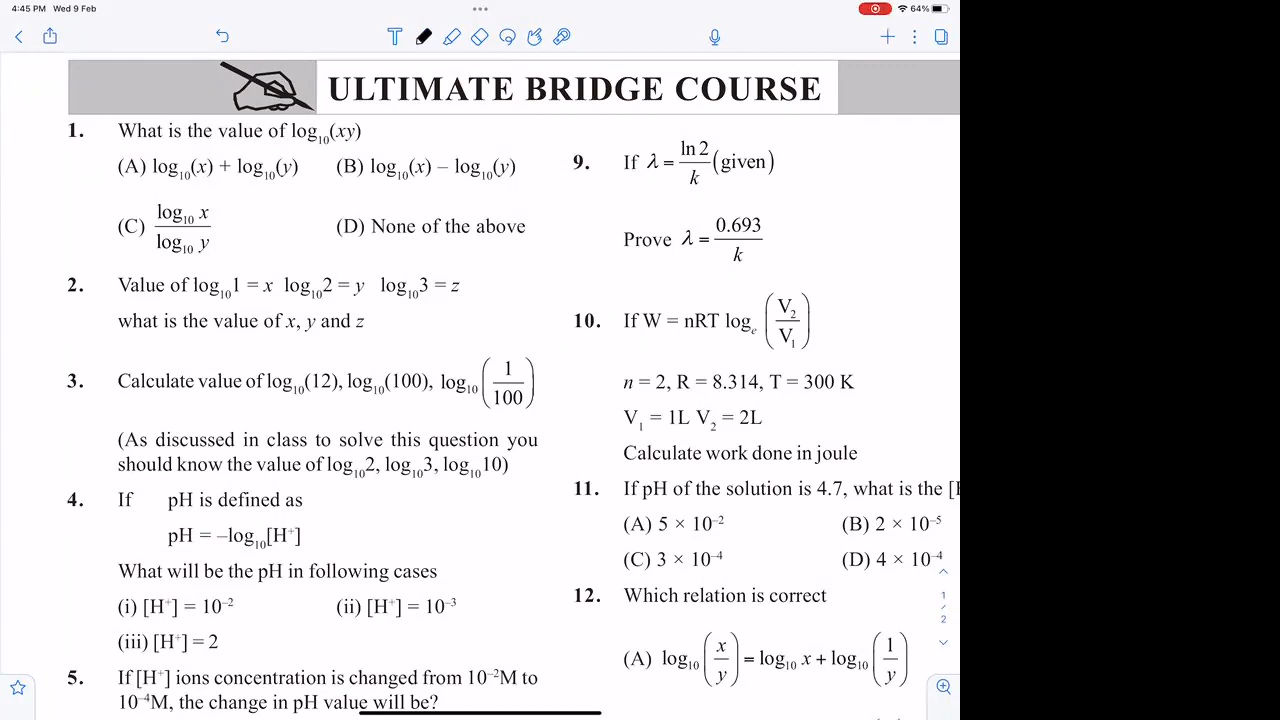 4:45 PM Wed 9 Feb
64%
T
ULTIMATE BRIDGE COURSE
1. What is the value of log₁₀(xy)
(A) log₁₀(x) + log₁₀(y) (B) log₁₀(x) – log₁₀(y)
(C) log₁₀ x / log₁₀ y (D) None of the above
2. Value of log₁₀1 = x log₁₀2 = y log₁₀3 = z
what is the value of x, y and z
3. Calculate value of log₁₀(12), log₁₀(100), log₁₀(1/100)
(As discussed in class to solve this question you
should know the value of log₁₀2, log₁₀3, log₁₀10)
4. If pH is defined as
pH = –log₁₀[H⁺]
What will be the pH in following cases
(i) [H⁺] = 10⁻² (ii) [H⁺] = 10⁻³
(iii) [H⁺] = 2
5. If [H⁺] ions concentration is changed from 10⁻²M to
10⁻⁴M, the change in pH value will be?
9. If λ = ln 2 / k (given)
Prove λ = 0.693 / k
10. If W = nRT logₑ (V₂/V₁)
n = 2, R = 8.314, T = 300 K
V₁ = 1L V₂ = 2L
Calculate work done in joule
11. If pH of the solution is 4.7, what is the [
(A) 5 × 10⁻² (B) 2 × 10⁻⁵
(C) 3 × 10⁻⁴ (D) 4 × 10⁻⁴
12. Which relation is correct
(A) log₁₀ (x/y) = log₁₀ x + log₁₀ (1/y)
1 / 2